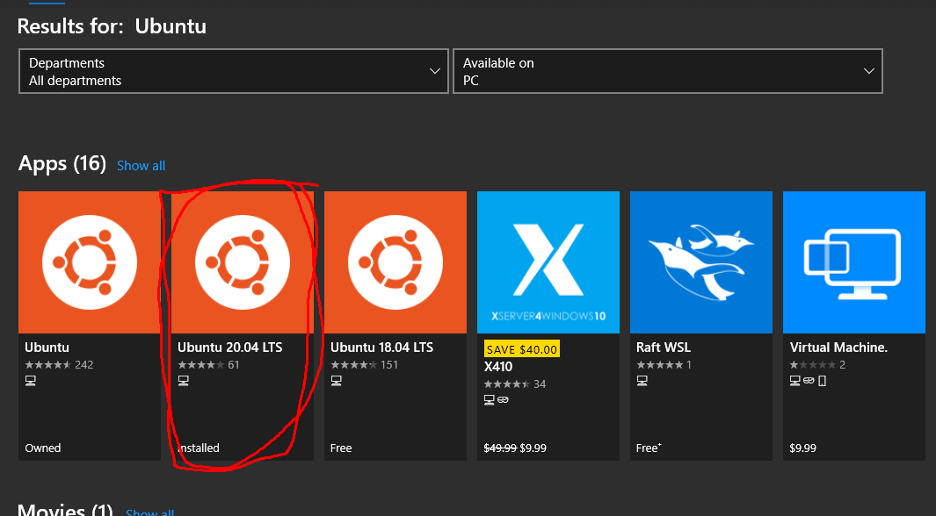 Results for: Ubuntu
Departments
All departments
Available on
PC
Apps (16) Show all
Ubuntu
242
Owned
Ubuntu 20.04 LTS
61
Installed
Ubuntu 18.04 LTS
151
Free
XSERVER4WINDOWS10
SAVE $40.00
X410
34
$49.99 $9.99
Raft WSL
1
Free+
Virtual Machine.
2
$9.99
Movies (1) Show all